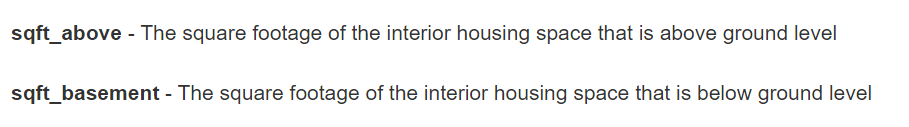 sqft_above - The square footage of the interior housing space that is above ground level
sqft_basement - The square footage of the interior housing space that is below ground level